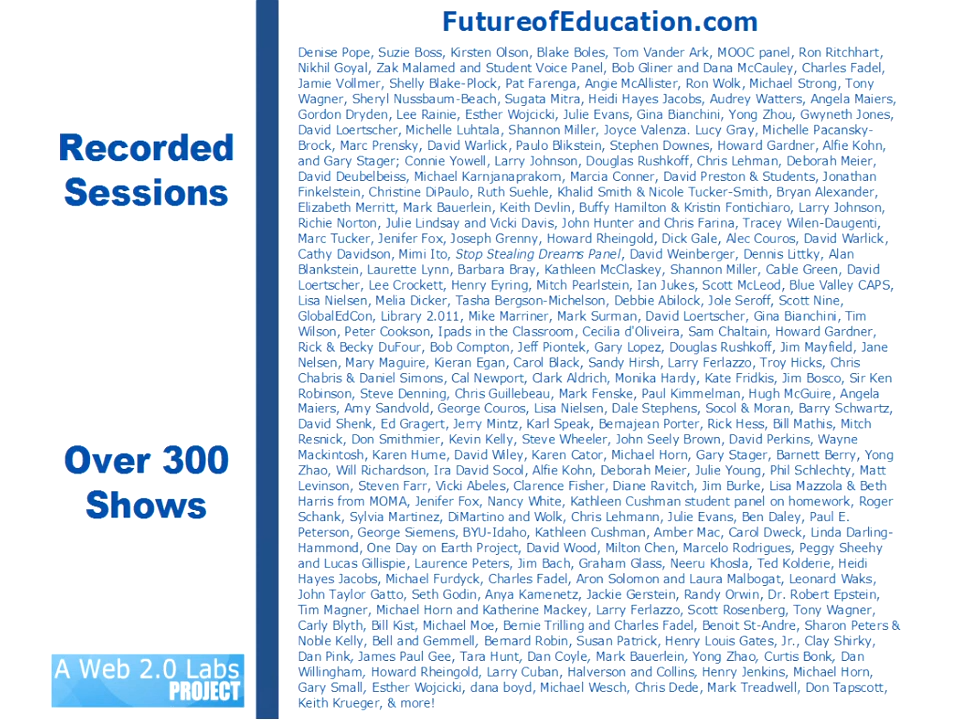 FutureofEducation.com
Recorded
Sessions
Over 300
Shows
A Web 2.0 Labs
PROJECT
Denise Pope, Suzie Boss, Kirsten Olson, Blake Boles, Tom Vander Ark, MOOC panel, Ron Ritchhart,
Nikhil Goyal, Zak Malamed and Student Voice Panel, Bob Gliner and Dana McCauley, Charles Fadel,
Jamie Vollmer, Shelly Blake-Plock, Pat Farenga, Angie McAllister, Ron Wolk, Michael Strong, Tony
Wagner, Sheryl Nussbaum-Beach, Sugata Mitra, Heidi Hayes Jacobs, Audrey Watters, Angela Maiers,
Gordon Dryden, Lee Rainie, Esther Wojcicki, Julie Evans, Gina Bianchini, Yong Zhou, Gwyneth Jones,
David Loertscher, Michelle Luhtala, Shannon Miller, Joyce Valenza. Lucy Gray, Michelle Pacansky-
Brock, Marc Prensky, David Warlick, Paulo Blikstein, Stephen Downes, Howard Gardner, Alfie Kohn,
and Gary Stager; Connie Yowell, Larry Johnson, Douglas Rushkoff, Chris Lehman, Deborah Meier,
David Deubelbeiss, Michael Karnjanaprakorn, Marcia Conner, David Preston & Students, Jonathan
Finkelstein, Christine DiPaulo, Ruth Suehle, Khalid Smith & Nicole Tucker-Smith, Bryan Alexander,
Elizabeth Merritt, Mark Bauerlein, Keith Devlin, Buffy Hamilton & Kristin Fontichiaro, Larry Johnson,
Richie Norton, Julie Lindsay and Vicki Davis, John Hunter and Chris Farina, Tracey Wilen-Daugenti,
Marc Tucker, Jenifer Fox, Joseph Grenny, Howard Rheingold, Dick Gale, Alec Couros, David Warlick,
Cathy Davidson, Mimi Ito, Stop Stealing Dreams Panel, David Weinberger, Dennis Littky, Alan
Blankstein, Laurette Lynn, Barbara Bray, Kathleen McClaskey, Shannon Miller, Cable Green, David
Loertscher, Lee Crockett, Henry Eyring, Mitch Pearlstein, Ian Jukes, Scott McLeod, Blue Valley CAPS,
Lisa Nielsen, Melia Dicker, Tasha Bergson-Michelson, Debbie Abilock, Jole Seroff, Scott Nine,
GlobalEdCon, Library 2.011, Mike Marriner, Mark Surman, David Loertscher, Gina Bianchini, Tim
Wilson, Peter Cookson, Ipads in the Classroom, Cecilia d'Oliveira, Sam Chaltain, Howard Gardner,
Rick & Becky DuFour, Bob Compton, Jeff Piontek, Gary Lopez, Douglas Rushkoff, Jim Mayfield, Jane
Nelsen, Mary Maguire, Kieran Egan, Carol Black, Sandy Hirsh, Larry Ferlazzo, Troy Hicks, Chris
Chabris & Daniel Simons, Cal Newport, Clark Aldrich, Monika Hardy, Kate Fridkis, Jim Bosco, Sir Ken
Robinson, Steve Denning, Chris Guillebeau, Mark Fenske, Paul Kimmelman, Hugh McGuire, Angela
Maiers, Amy Sandvold, George Couros, Lisa Nielsen, Dale Stephens, Socol & Moran, Barry Schwartz,
David Shenk, Ed Gragert, Jerry Mintz, Karl Speak, Bernajean Porter, Rick Hess, Bill Mathis, Mitch
Resnick, Don Smithmier, Kevin Kelly, Steve Wheeler, John Seely Brown, David Perkins, Wayne
Mackintosh, Karen Hume, David Wiley, Karen Cator, Michael Horn, Gary Stager, Barnett Berry, Yong
Zhao, Will Richardson, Ira David Socol, Alfie Kohn, Deborah Meier, Julie Young, Phil Schlechty, Matt
Levinson, Steven Farr, Vicki Abeles, Clarence Fisher, Diane Ravitch, Jim Burke, Lisa Mazzola & Beth
Harris from MOMA, Jenifer Fox, Nancy White, Kathleen Cushman student panel on homework, Roger
Schank, Sylvia Martinez, DiMartino and Wolk, Chris Lehmann, Julie Evans, Ben Daley, Paul E.
Peterson, George Siemens, BYU-Idaho, Kathleen Cushman, Amber Mac, Carol Dweck, Linda Darling-
Hammond, One Day on Earth Project, David Wood, Milton Chen, Marcelo Rodrigues, Peggy Sheehy
and Lucas Gillispie, Laurence Peters, Jim Bach, Graham Glass, Neeru Khosla, Ted Kolderie, Heidi
Hayes Jacobs, Michael Furdyck, Charles Fadel, Aron Solomon and Laura Malbogat, Leonard Waks,
John Taylor Gatto, Seth Godin, Anya Kamenetz, Jackie Gerstein, Randy Orwin, Dr. Robert Epstein,
Tim Magner, Michael Horn and Katherine Mackey, Larry Ferlazzo, Scott Rosenberg, Tony Wagner,
Carly Blyth, Bill Kist, Michael Moe, Bernie Trilling and Charles Fadel, Benoit St-Andre, Sharon Peters &
Noble Kelly, Bell and Gemmell, Bernard Robin, Susan Patrick, Henry Louis Gates, Jr., Clay Shirky,
Dan Pink, James Paul Gee, Tara Hunt, Dan Coyle, Mark Bauerlein, Yong Zhao, Curtis Bonk, Dan
Willingham, Howard Rheingold, Larry Cuban, Halverson and Collins, Henry Jenkins, Michael Horn,
Gary Small, Esther Wojcicki, dana boyd, Michael Wesch, Chris Dede, Mark Treadwell, Don Tapscott,
Keith Krueger, & more!